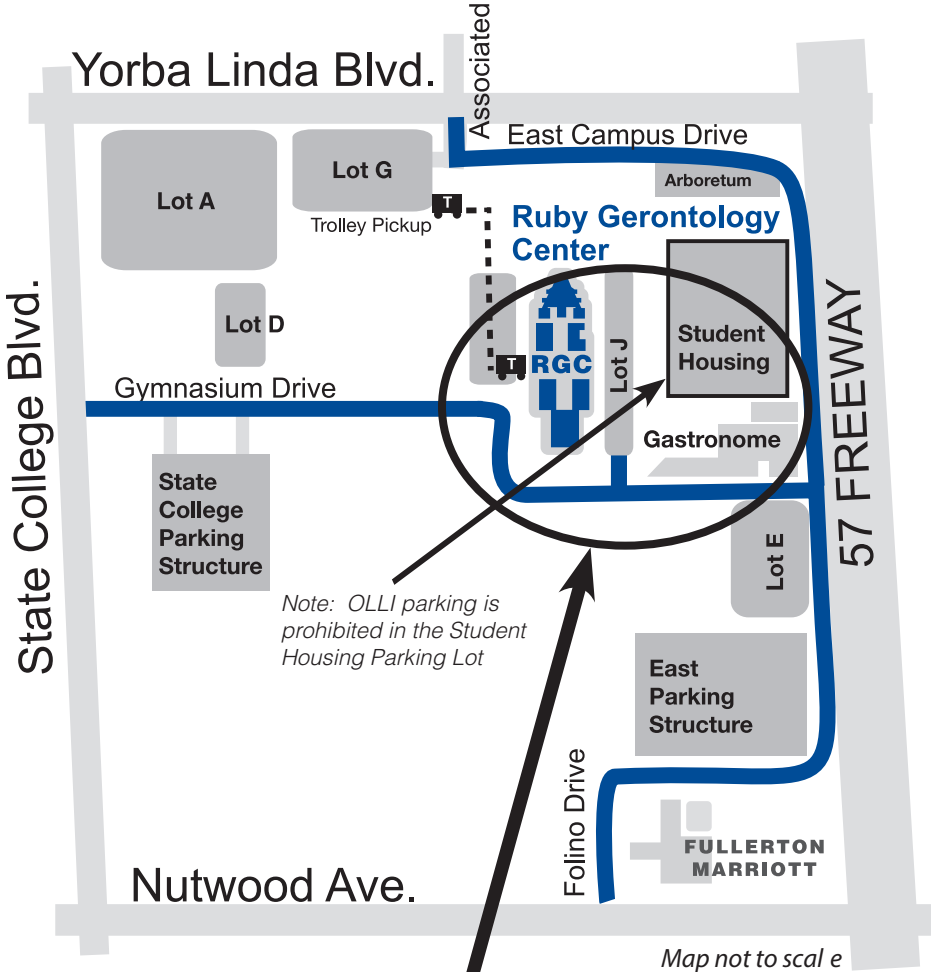 Yorba Linda Blvd.
Associated
East Campus Drive
Lot A
Lot G
Arboretum
T
Trolley Pickup
Ruby Gerontology
Center
State College Blvd.
Lot D
57 FREEWAY
Student
Housing
T
RGC
Lot J
Gymnasium Drive
Gastronome
State
College
Parking
Structure
Lot E
Note: OLLI parking is
prohibited in the Student
Housing Parking Lot
East
Parking
Structure
Folino Drive
FULLERTON
MARRIOTT
Nutwood Ave.
Map not to scal e